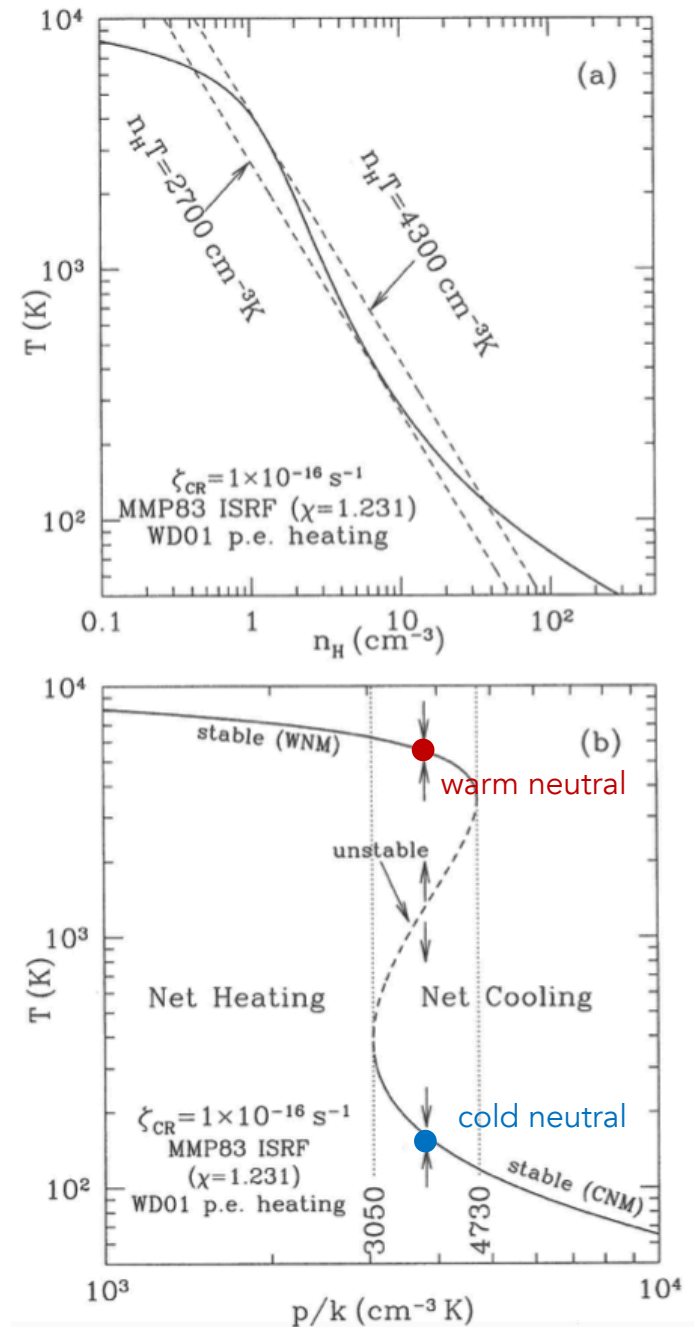 10⁴
(a)
n_H T=2700 cm⁻³K
n_H T=4300 cm⁻³K
10³
T (K)
ζ_CR=1×10⁻¹⁶ s⁻¹
MMP83 ISRF (χ=1.231)
WD01 p.e. heating
10²
0.1 1 10 10²
n_H (cm⁻³)
10⁴
stable (WNM)
(b)
warm neutral
unstable
10³
T (K)
Net Heating Net Cooling
ζ_CR=1×10⁻¹⁶ s⁻¹
cold neutral
MMP83 ISRF
(χ=1.231)
WD01 p.e. heating
stable (CNM)
10²
3050
4730
10³ 10⁴
p/k (cm⁻³ K)